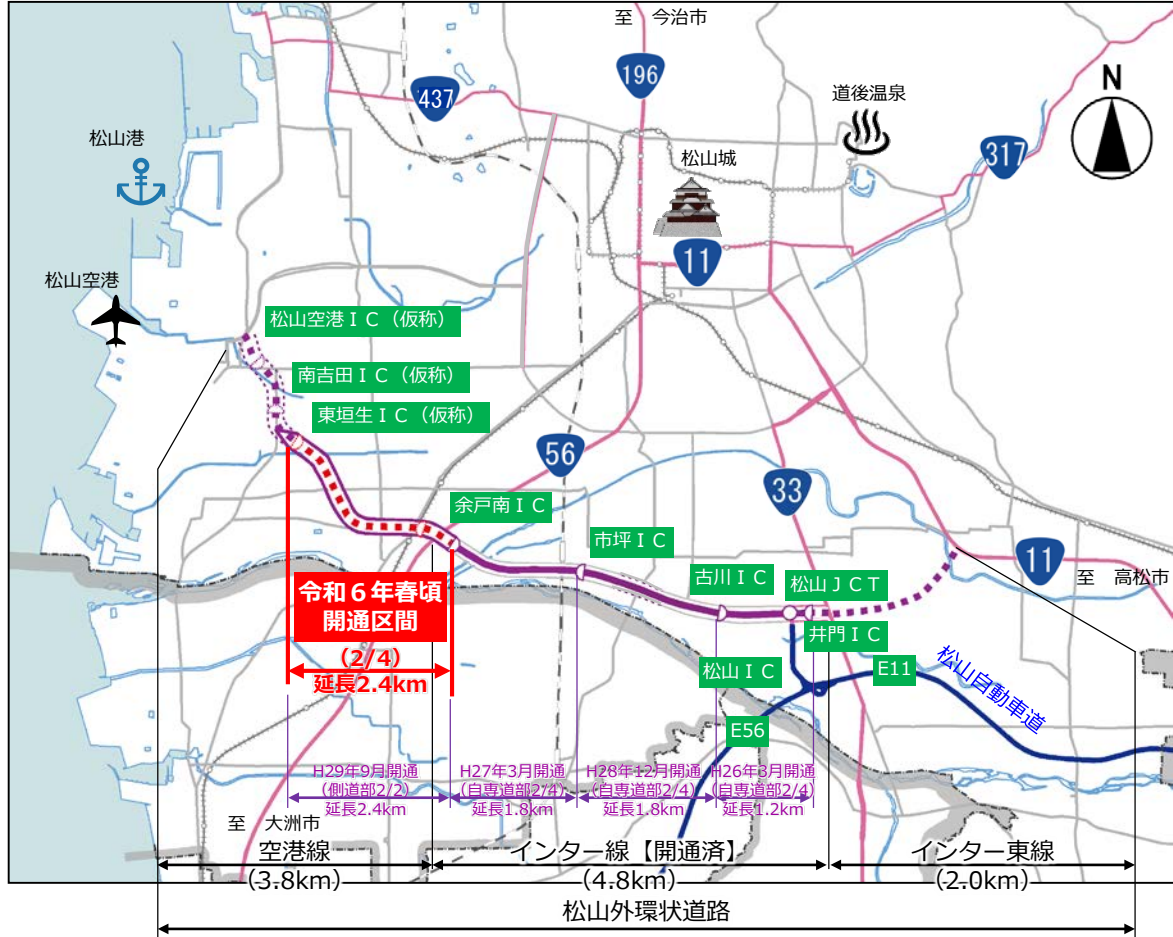 至 今治市
196
437
N
道後温泉
松山港
松山城
317
11
松山空港
松山空港ＩＣ（仮称）
南吉田ＩＣ（仮称）
東垣生ＩＣ（仮称）
56
33
余戸南ＩＣ
市坪ＩＣ
11
古川ＩＣ
松山ＪＣＴ
至 高松市
令和６年春頃
開通区間
(2/4)
延長2.4km
井門ＩＣ
松山ＩＣ
E11
松山自動車道
E56
H29年9月開通
(側道部2/2)
延長2.4km
H27年3月開通
(自専道部2/4)
延長1.8km
H28年12月開通
(自専道部2/4)
延長1.8km
H26年3月開通
(自専道部2/4)
延長1.2km
至 大洲市
空港線
(3.8km)
インター線【開通済】
(4.8km)
インター東線
(2.0km)
松山外環状道路